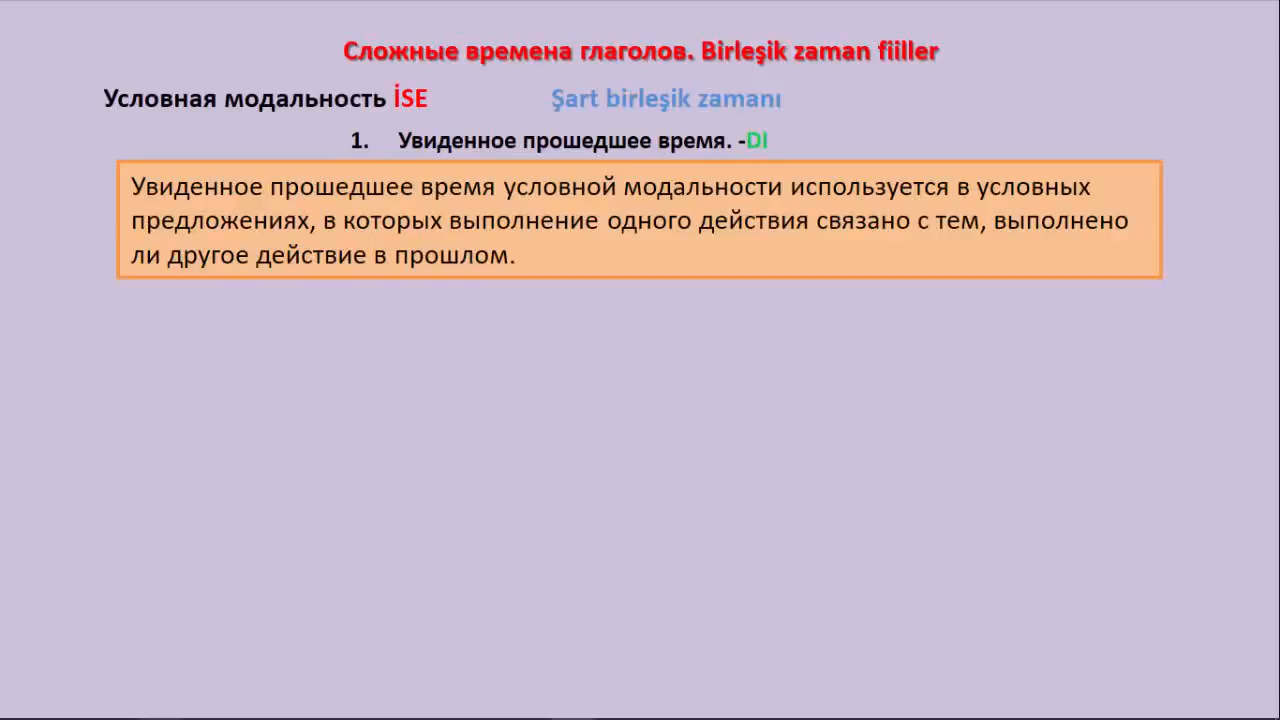 Сложные времена глаголов. Birleşik zaman fiiller
Условная модальность İSE Şart birleşik zamanı
1. Увиденное прошедшее время. -DI
Увиденное прошедшее время условной модальности используется в условных
предложениях, в которых выполнение одного действия связано с тем, выполнено
ли другое действие в прошлом.